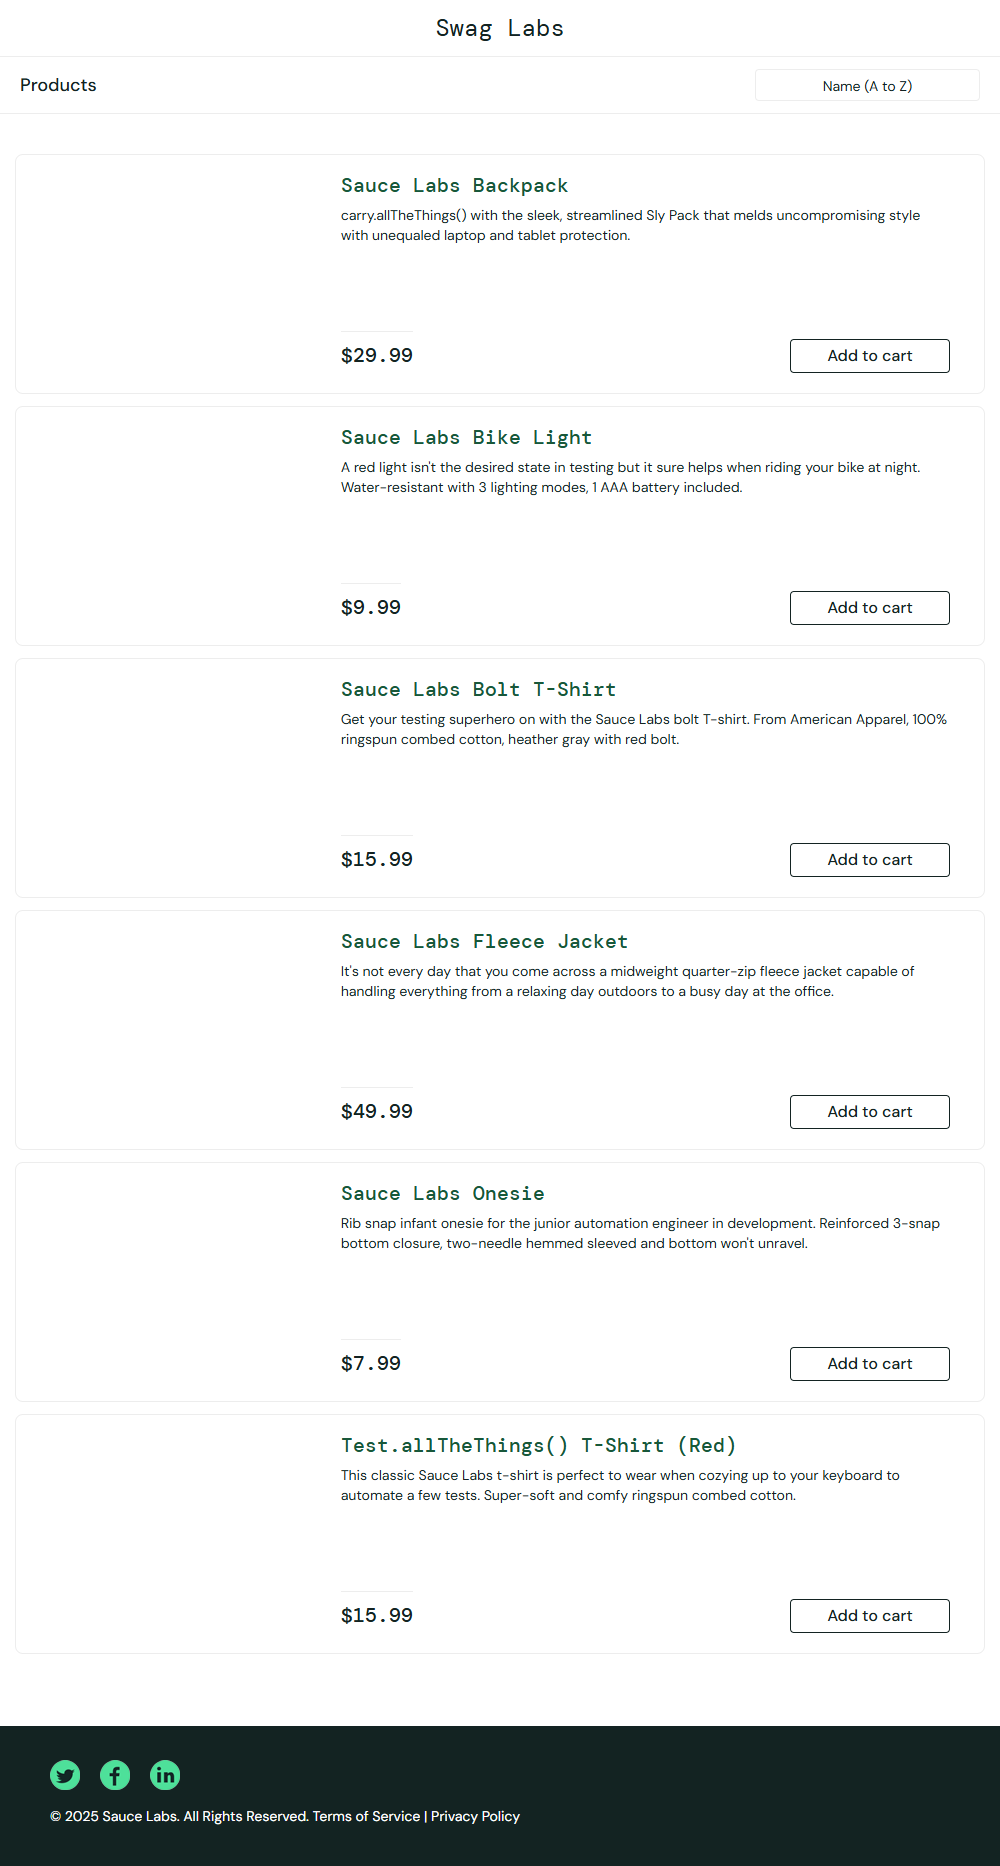 Swag Labs
Products
Name (A to Z)
Sauce Labs Backpack
carry.allTheThings() with the sleek, streamlined Sly Pack that melds uncompromising style
with unequaled laptop and tablet protection.
$29.99
Add to cart
Sauce Labs Bike Light
A red light isn't the desired state in testing but it sure helps when riding your bike at night.
Water-resistant with 3 lighting modes, 1 AAA battery included.
$9.99
Add to cart
Sauce Labs Bolt T-Shirt
Get your testing superhero on with the Sauce Labs bolt T-shirt. From American Apparel, 100%
ringspun combed cotton, heather gray with red bolt.
$15.99
Add to cart
Sauce Labs Fleece Jacket
It's not every day that you come across a midweight quarter-zip fleece jacket capable of
handling everything from a relaxing day outdoors to a busy day at the office.
$49.99
Add to cart
Sauce Labs Onesie
Rib snap infant onesie for the junior automation engineer in development. Reinforced 3-snap
bottom closure, two-needle hemmed sleeved and bottom won't unravel.
$7.99
Add to cart
Test.allTheThings() T-Shirt (Red)
This classic Sauce Labs t-shirt is perfect to wear when cozying up to your keyboard to
automate a few tests. Super-soft and comfy ringspun combed cotton.
$15.99
Add to cart
© 2025 Sauce Labs. All Rights Reserved. Terms of Service | Privacy Policy